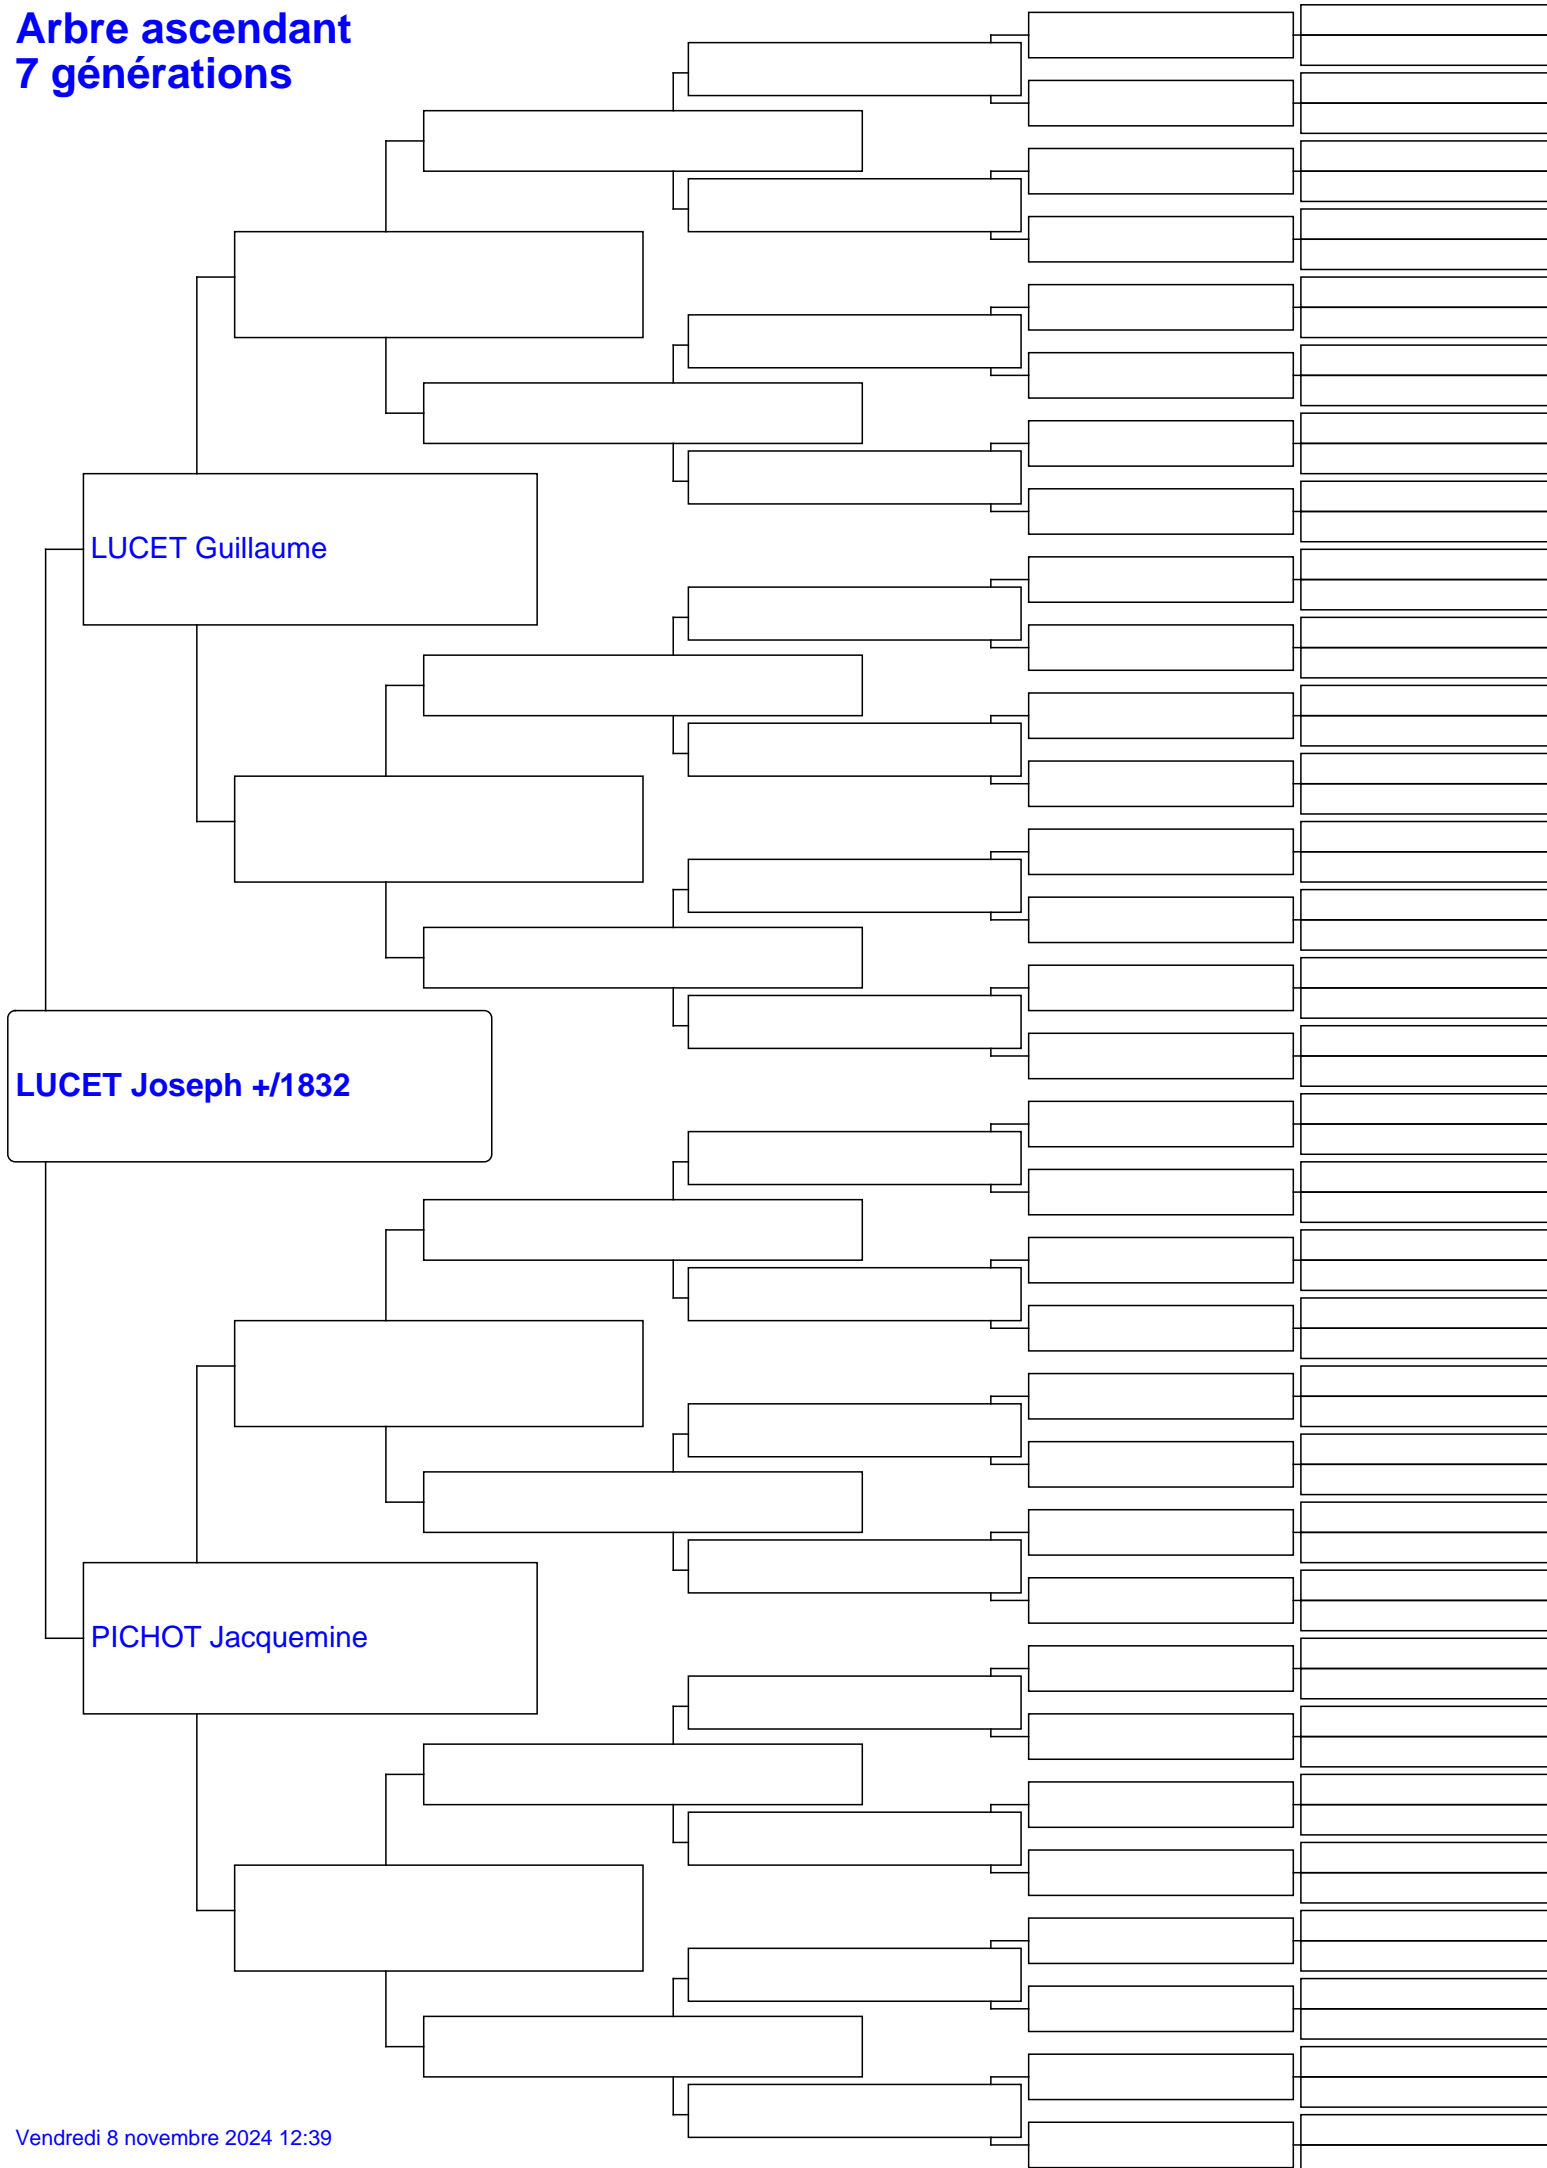 Arbre ascendant
7 générations
LUCET Guillaume
LUCET Joseph +/1832
PICHOT Jacquemine
Vendredi 8 novembre 2024 12:39